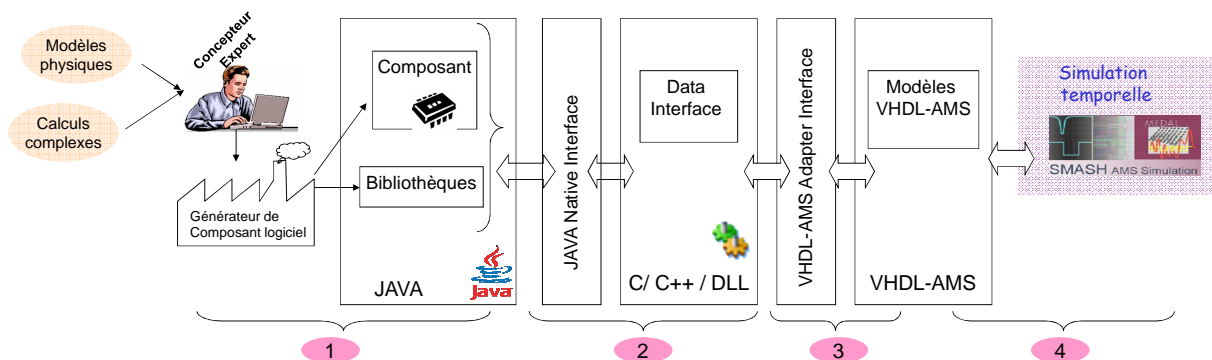 Modèles
physiques
Calculs
complexes
Concepteur
Expert
Générateur de
Composant logiciel
Composant
Bibliothèques
JAVA
Java
JAVA Native Interface
Data
Interface
C/ C++ / DLL
VHDL-AMS Adapter Interface
Modèles
VHDL-AMS
VHDL-AMS
Simulation
temporelle
MEDAL
SMASH AMS Simulation
1
2
3
4